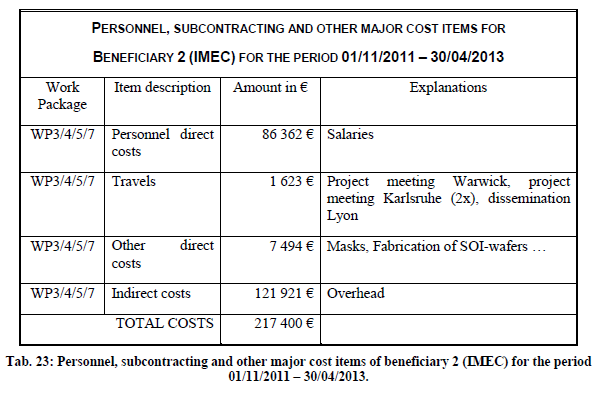 PERSONNEL, SUBCONTRACTING AND OTHER MAJOR COST ITEMS FOR
BENEFICIARY 2 (IMEC) FOR THE PERIOD 01/11/2011 – 30/04/2013
Work Package Item description Amount in € Explanations
WP3/4/5/7 Personnel direct costs 86 362 € Salaries
WP3/4/5/7 Travels 1 623 € Project meeting Warwick, project
meeting Karlsruhe (2x), dissemination
Lyon
WP3/4/5/7 Other direct costs 7 494 € Masks, Fabrication of SOI-wafers …
WP3/4/5/7 Indirect costs 121 921 € Overhead
TOTAL COSTS 217 400 €
Tab. 23: Personnel, subcontracting and other major cost items of beneficiary 2 (IMEC) for the period
01/11/2011 – 30/04/2013.